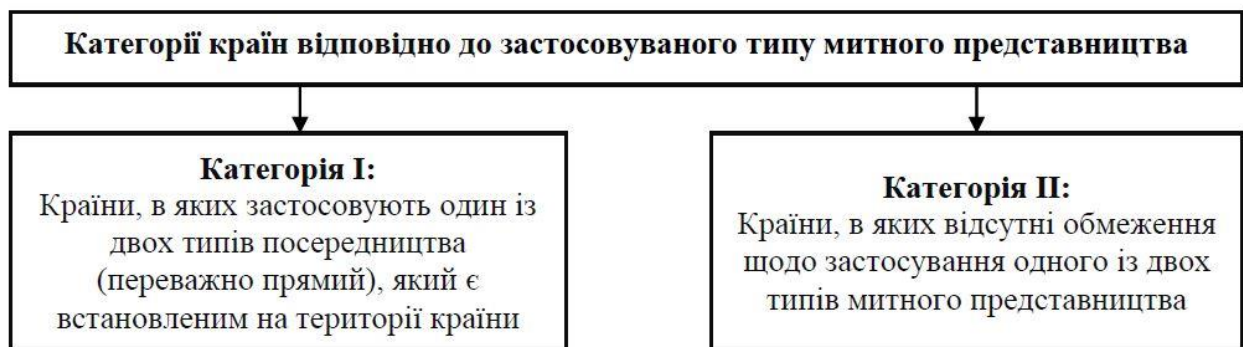 Категорії країн відповідно до застосовуваного типу митного представництва
Категорія І:
Країни, в яких застосовують один із
двох типів посередництва
(переважно прямий), який є
встановленим на території країни
Категорія ІІ:
Країни, в яких відсутні обмеження
щодо застосування одного із двох
типів митного представництва